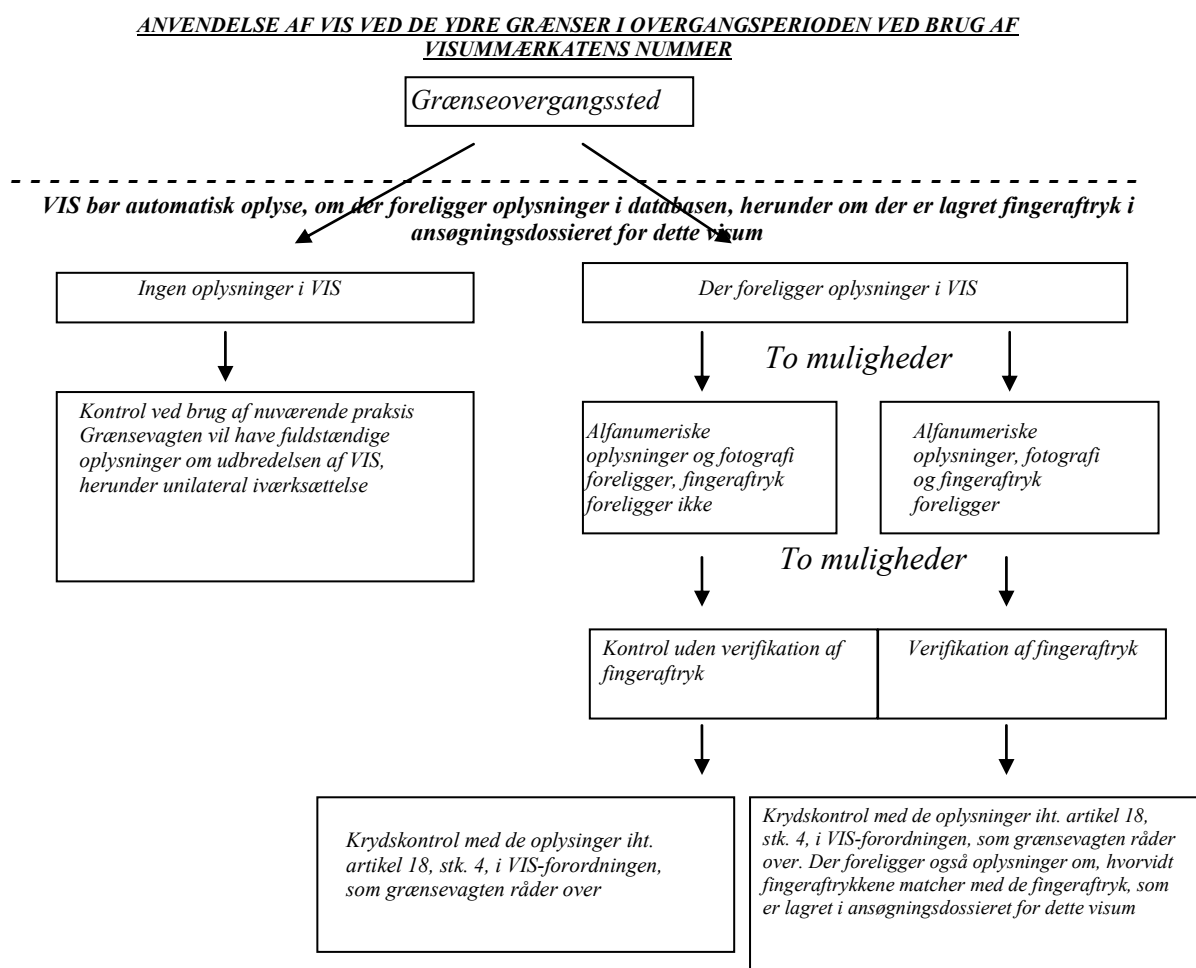 ANVENDELSE AF VIS VED DE YDRE GRÆNSER I OVERGANGSPERIODEN VED BRUG AF
VISUMMÆRKATENS NUMMER
Grænseovergangssted
VIS bør automatisk oplyse, om der foreligger oplysninger i databasen, herunder om der er lagret fingeraftryk i
ansøgningsdossieret for dette visum
Ingen oplysninger i VIS
Der foreligger oplysninger i VIS
To muligheder
Kontrol ved brug af nuværende praksis
Grænsevagten vil have fuldstændige
oplysninger om udbredelsen af VIS,
herunder unilateral iværksættelse
Alfanumeriske
oplysninger og fotografi
foreligger, fingeraftryk
foreligger ikke
Alfanumeriske
oplysninger, fotografi
og fingeraftryk
foreligger
To muligheder
Kontrol uden verifikation af
fingeraftryk
Verifikation af fingeraftryk
Krydskontrol med de oplysinger iht.
artikel 18, stk. 4, i VIS-forordningen,
som grænsevagten råder over
Krydskontrol med de oplysninger iht. artikel 18,
stk. 4, i VIS-forordningen, som grænsevagten råder
over. Der foreligger også oplysninger om, hvorvidt
fingeraftrykkene matcher med de fingeraftryk, som
er lagret i ansøgningsdossieret for dette visum